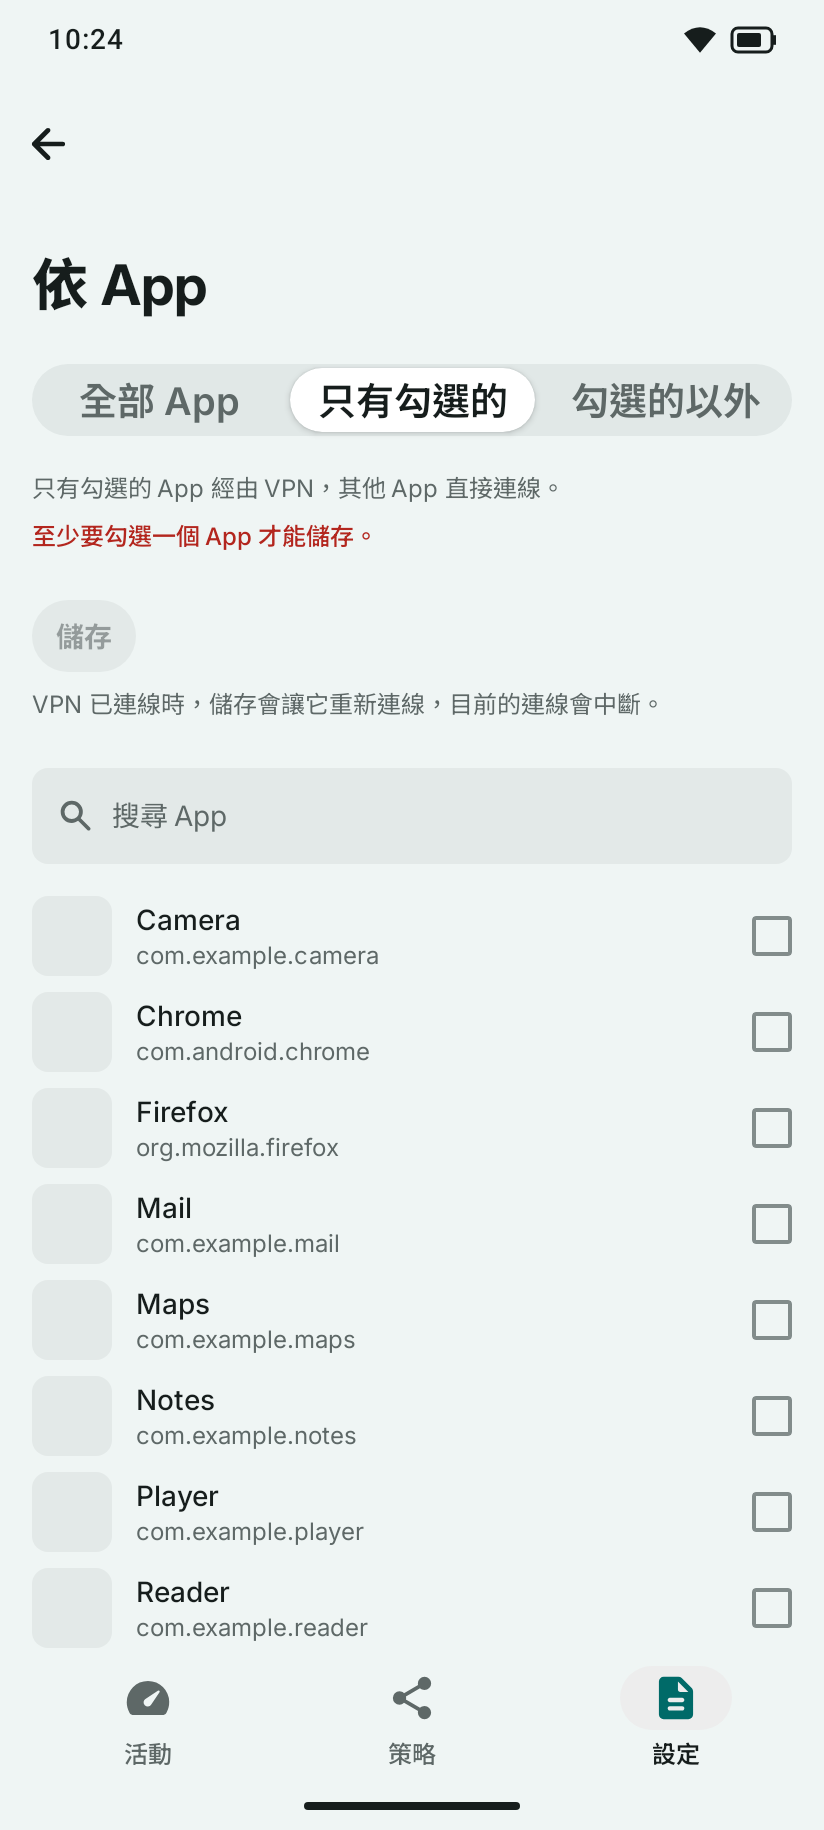 10:24
依 App
全部 App
只有勾選的
勾選的以外
只有勾選的 App 經由 VPN，其他 App 直接連線。
至少要勾選一個 App 才能儲存。
儲存
VPN 已連線時，儲存會讓它重新連線，目前的連線會中斷。
搜尋 App
Camera
com.example.camera
Chrome
com.android.chrome
Firefox
org.mozilla.firefox
Mail
com.example.mail
Maps
com.example.maps
Notes
com.example.notes
Player
com.example.player
Reader
com.example.reader
活動
策略
設定